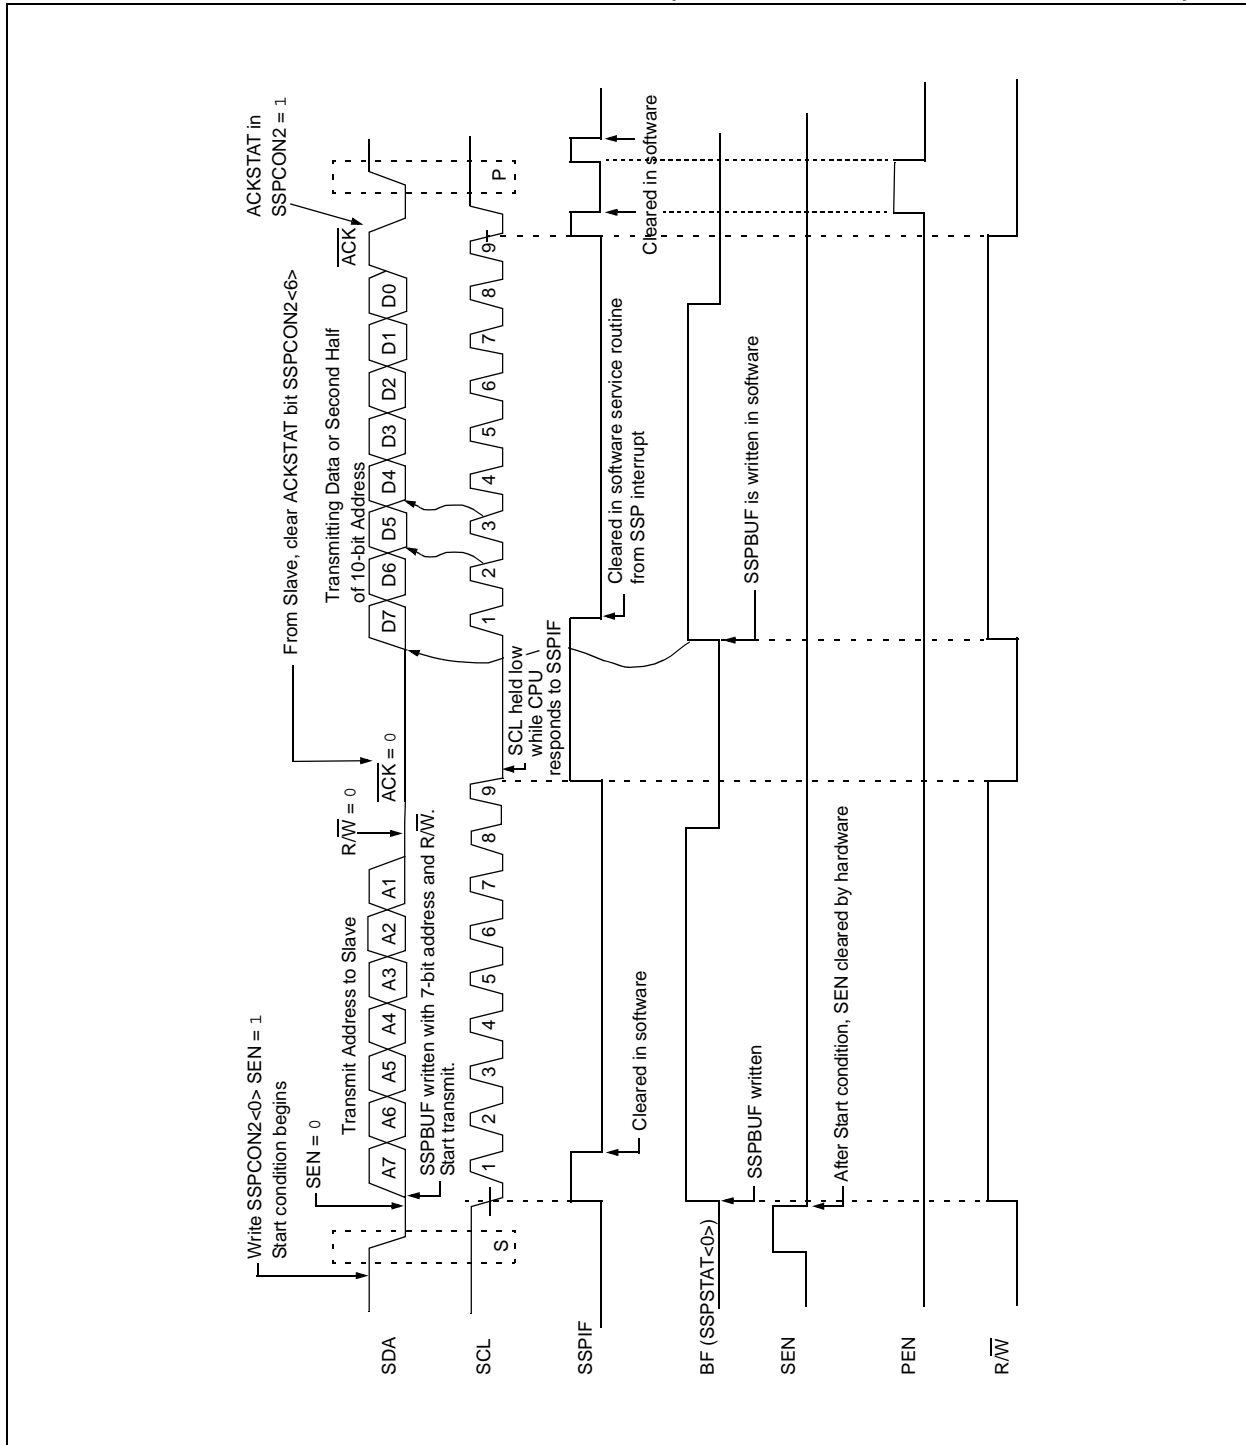 Write SSPCON2<0> SEN = 1
Start condition begins
SEN = 0
Transmit Address to Slave
R/W = 0
From Slave, clear ACKSTAT bit SSPCON2<6>
ACK = 0
Transmitting Data or Second Half
of 10-bit Address
ACK
ACKSTAT in
SSPCON2 = 1
SDA
A7 A6 A5 A4 A3 A2 A1
D7 D6 D5 D4 D3 D2 D1 D0
SSPBUF written with 7-bit address and R/W.
Start transmit.
SCL
S
1 2 3 4 5 6 7 8 9
1 2 3 4 5 6 7 8 9
P
SCL held low
while CPU
responds to SSPIF
SSPIF
Cleared in software
Cleared in software service routine
from SSP interrupt
Cleared in software
BF (SSPSTAT<0>)
SSPBUF written
SSPBUF is written in software
SEN
After Start condition, SEN cleared by hardware
PEN
R/W